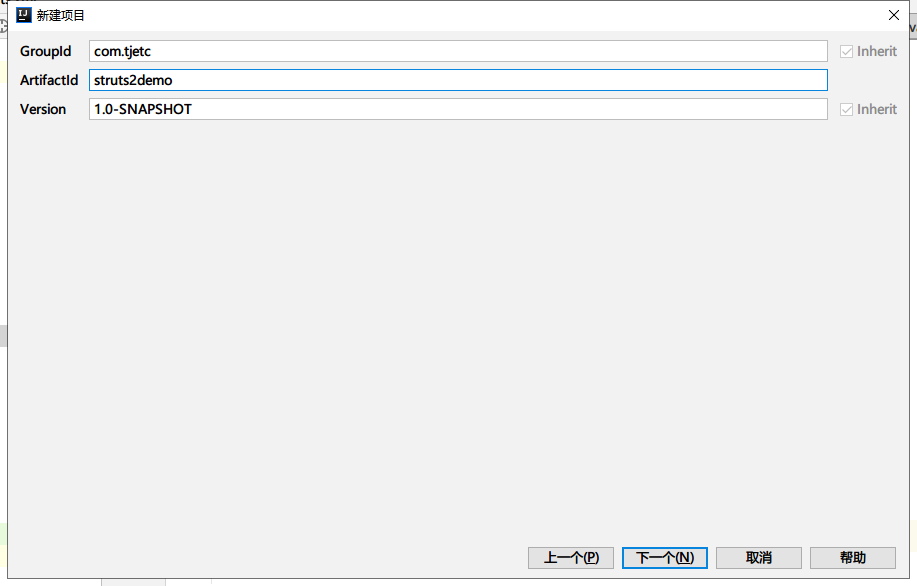 新建项目
GroupId com.tjetc Inherit
ArtifactId struts2demo
Version 1.0-SNAPSHOT Inherit
上一个(P) 下一个(N) 取消 帮助